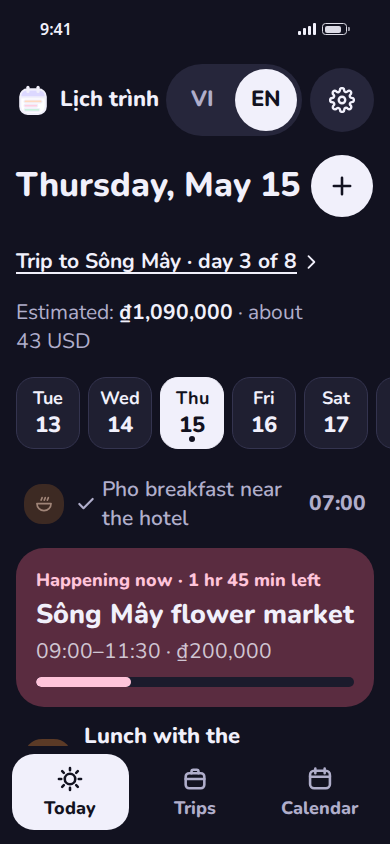 9:41
Lịch trình
VI
EN
Thursday, May 15
Trip to Sông Mây · day 3 of 8
Estimated: ₫1,090,000 · about
43 USD
Tue
13
Wed
14
Thu
15
Fri
16
Sat
17
Pho breakfast near
the hotel
07:00
Happening now · 1 hr 45 min left
Sông Mây flower market
09:00–11:30 · ₫200,000
Lunch with the
Today
Trips
Calendar